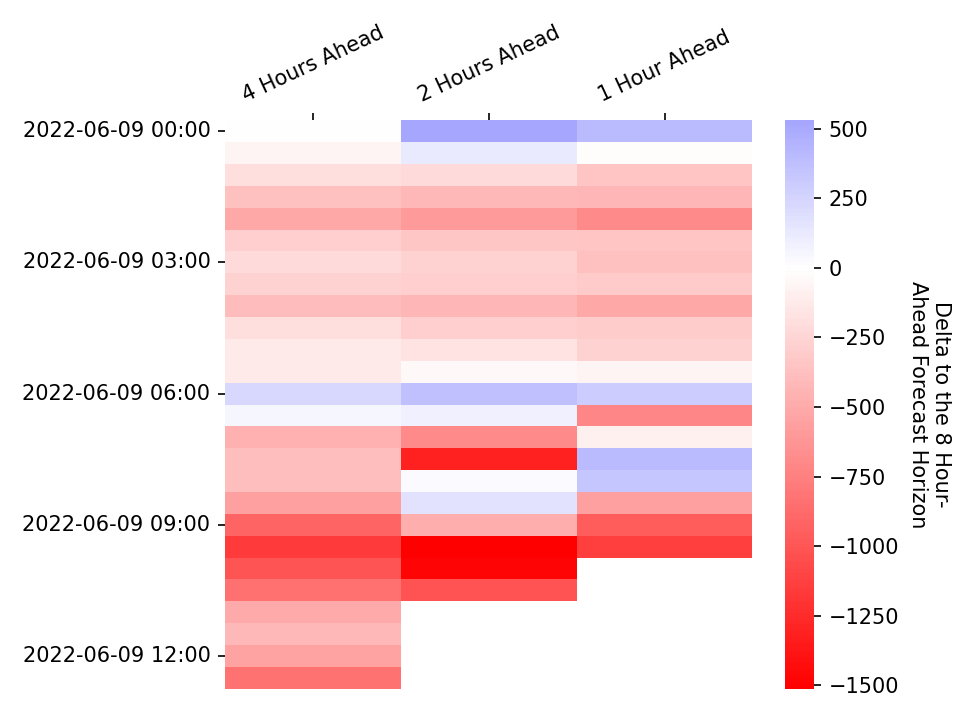 4 Hours Ahead
2 Hours Ahead
1 Hour Ahead
2022-06-09 00:00
2022-06-09 03:00
2022-06-09 06:00
2022-06-09 09:00
2022-06-09 12:00
500
250
0
−250
−500
−750
−1000
−1250
−1500
Delta to the 8 Hour-
Ahead Forecast Horizon